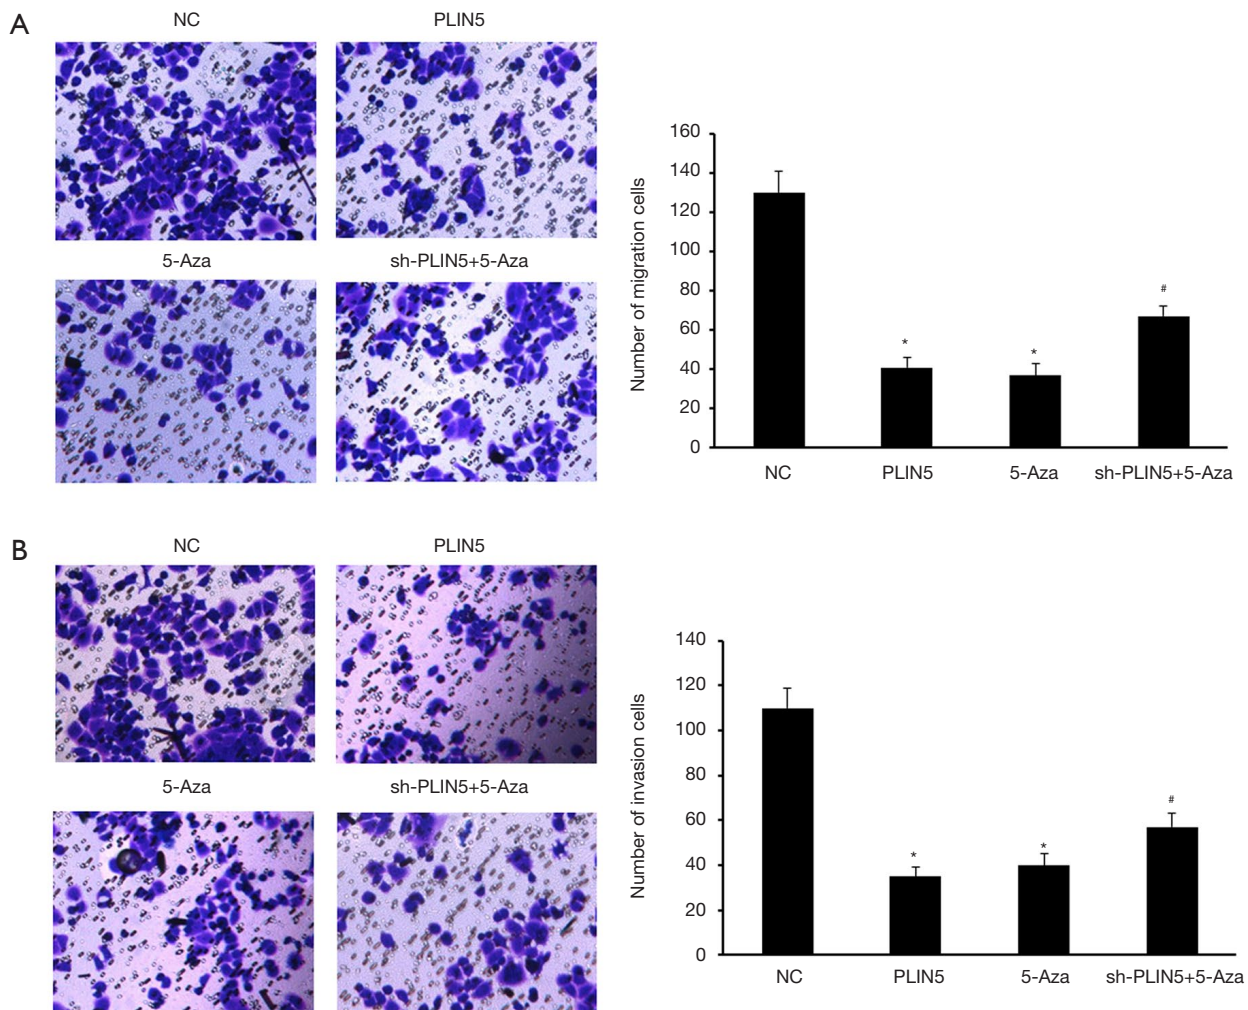 A
NC
PLIN5
5-Aza
sh-PLIN5+5-Aza
Number of migration cells
160
140
120
100
80
60
40
20
0
*
*
#
NC
PLIN5
5-Aza
sh-PLIN5+5-Aza
B
NC
PLIN5
5-Aza
sh-PLIN5+5-Aza
Number of invasion cells
140
120
100
80
60
40
20
0
*
*
#
NC
PLIN5
5-Aza
sh-PLIN5+5-Aza